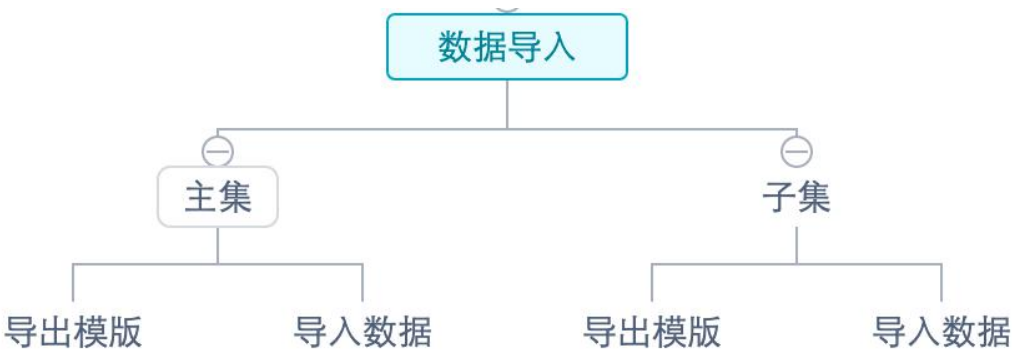 数据导入
主集
子集
导出模版
导入数据
导出模版
导入数据